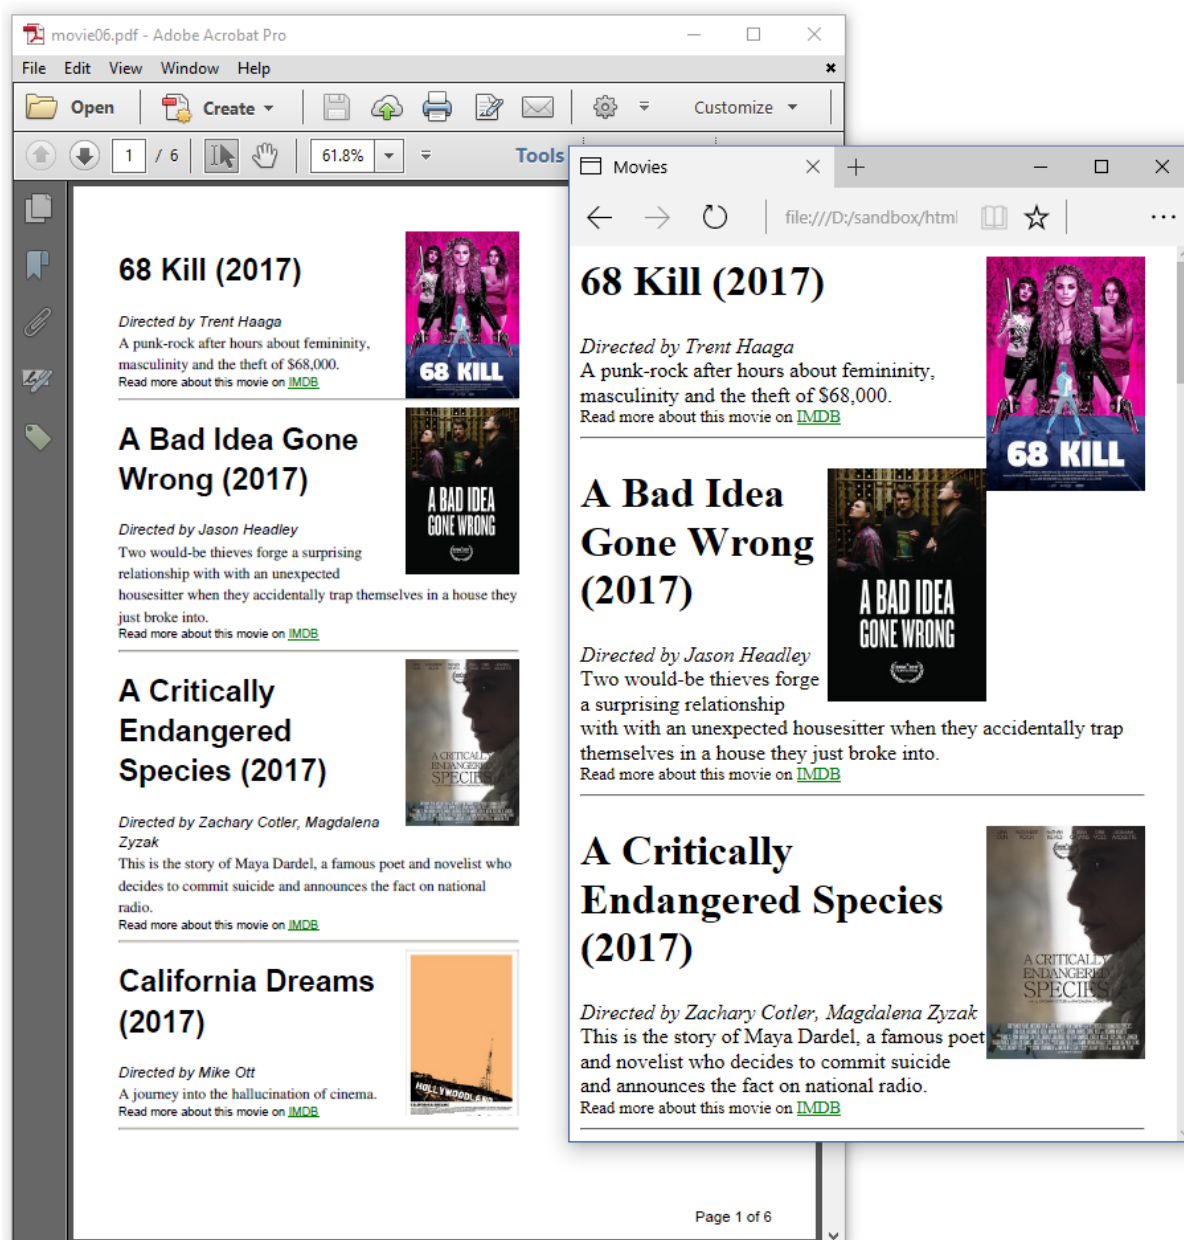 movie06.pdf - Adobe Acrobat Pro
File Edit View Window Help
Open Create Customize
1 / 6 61.8% Tools
68 Kill (2017)
Directed by Trent Haaga
A punk-rock after hours about femininity,
masculinity and the theft of $68,000.
Read more about this movie on IMDB
68 KILL
A Bad Idea Gone
Wrong (2017)
Directed by Jason Headley
Two would-be thieves forge a surprising
relationship with with an unexpected
housesitter when they accidentally trap themselves in a house they
just broke into.
Read more about this movie on IMDB
A BAD IDEA
GONE WRONG
A Critically
Endangered
Species (2017)
Directed by Zachary Cotler, Magdalena
Zyzak
This is the story of Maya Dardel, a famous poet and novelist who
decides to commit suicide and announces the fact on national
radio.
Read more about this movie on IMDB
A CRITICALLY
ENDANGERED
SPECIES
California Dreams
(2017)
Directed by Mike Ott
A journey into the hallucination of cinema.
Read more about this movie on IMDB
HOLLYWOODLAND
Page 1 of 6
Movies
file:///D:/sandbox/html
68 Kill (2017)
Directed by Trent Haaga
A punk-rock after hours about femininity,
masculinity and the theft of $68,000.
Read more about this movie on IMDB
68 KILL
A Bad Idea
Gone Wrong
(2017)
Directed by Jason Headley
Two would-be thieves forge
a surprising relationship
with with an unexpected housesitter when they accidentally trap
themselves in a house they just broke into.
Read more about this movie on IMDB
A BAD IDEA
GONE WRONG
A Critically
Endangered Species
(2017)
Directed by Zachary Cotler, Magdalena Zyzak
This is the story of Maya Dardel, a famous poet
and novelist who decides to commit suicide
and announces the fact on national radio.
Read more about this movie on IMDB
A CRITICALLY
ENDANGERED
SPECIES